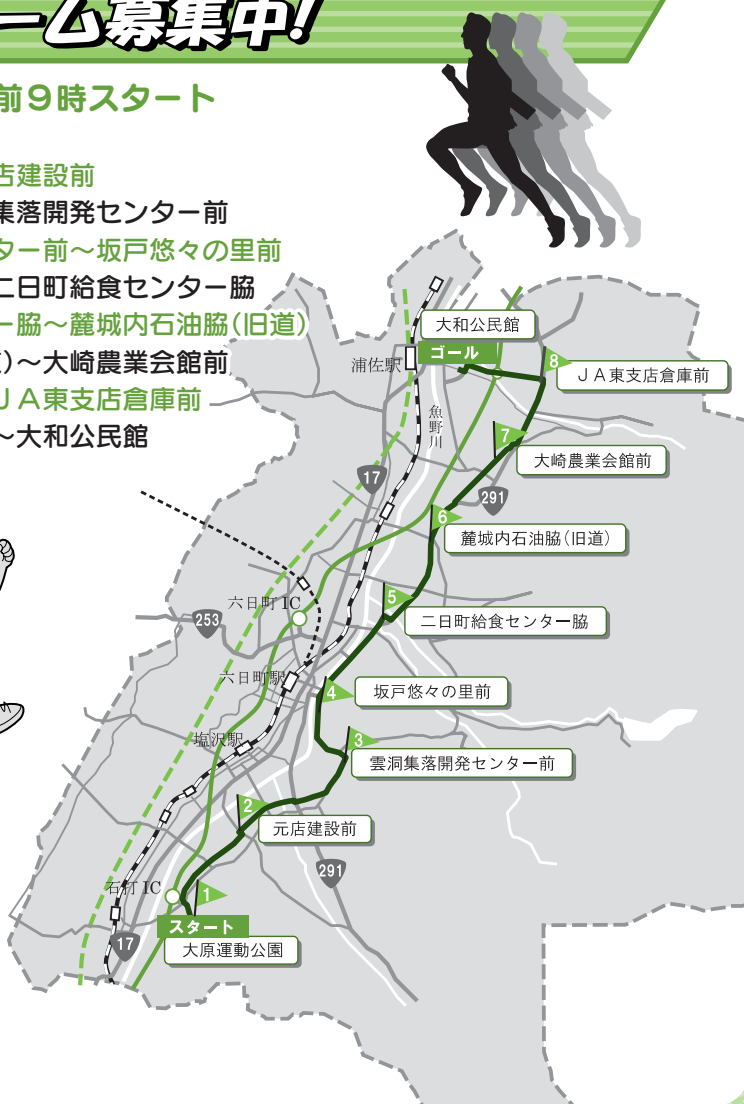 ーム募集中!
前9時スタート
店建設前
集落開発センター前
ター前～坂戸悠々の里前
二日町給食センター脇
ー脇～麓城内石油脇(旧道)
)～大崎農業会館前
JA東支店倉庫前
～大和公民館
大和公民館
ゴール
浦佐駅
8
JA東支店倉庫前
魚野川
7
大崎農業会館前
17
291
6
麓城内石油脇(旧道)
5
六日町IC
253
二日町給食センター脇
六日町駅
4
坂戸悠々の里前
塩沢駅
3
雲洞集落開発センター前
2
元店建設前
291
石打IC
1
スタート
17
大原運動公園